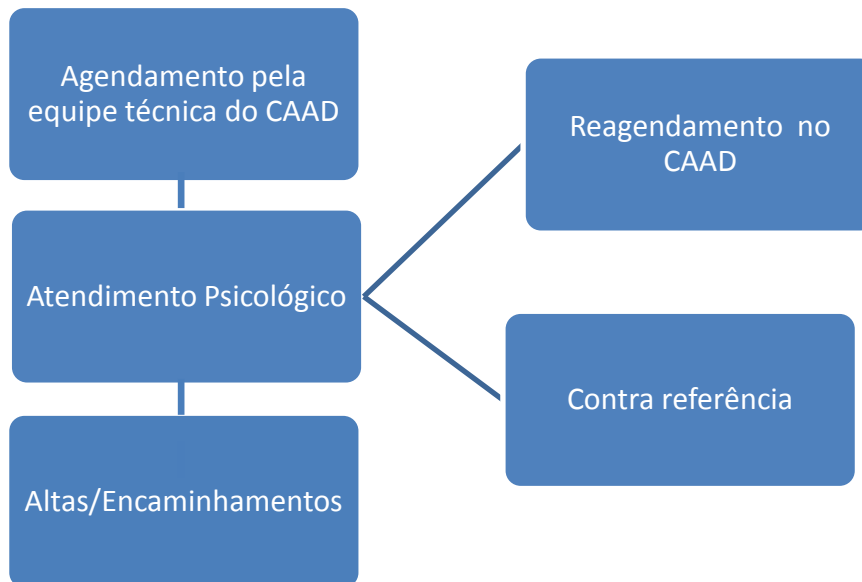 Agendamento pela
equipe técnica do CAAD
Atendimento Psicológico
Altas/Encaminhamentos
Reagendamento no
CAAD
Contra referência